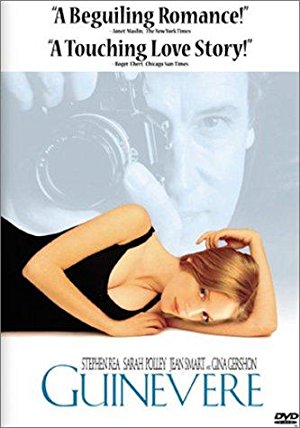 "A Beguiling Romance!"
-Janet Maslin, The New York Times
"A Touching Love Story!"
-Roger Ebert, Chicago Sun-Times
STEPHEN REA SARAH POLLEY JEAN SMART AND GINA GERSHON
GUINEVERE
DVD